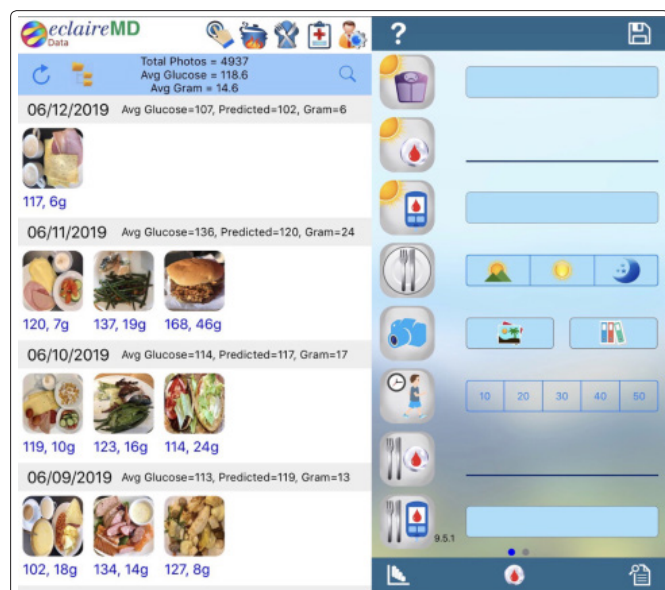 eclaireMD
Data
Total Photos = 4937
Avg Glucose = 118.6
Avg Gram = 14.6
06/12/2019 Avg Glucose=107, Predicted=102, Gram=6
117, 6g
06/11/2019 Avg Glucose=136, Predicted=120, Gram=24
120, 7g 137, 19g 168, 46g
06/10/2019 Avg Glucose=114, Predicted=117, Gram=17
119, 10g 123, 16g 114, 24g
06/09/2019 Avg Glucose=113, Predicted=119, Gram=13
102, 18g 134, 14g 127, 8g
?
10 20 30 40 50
9.5.1